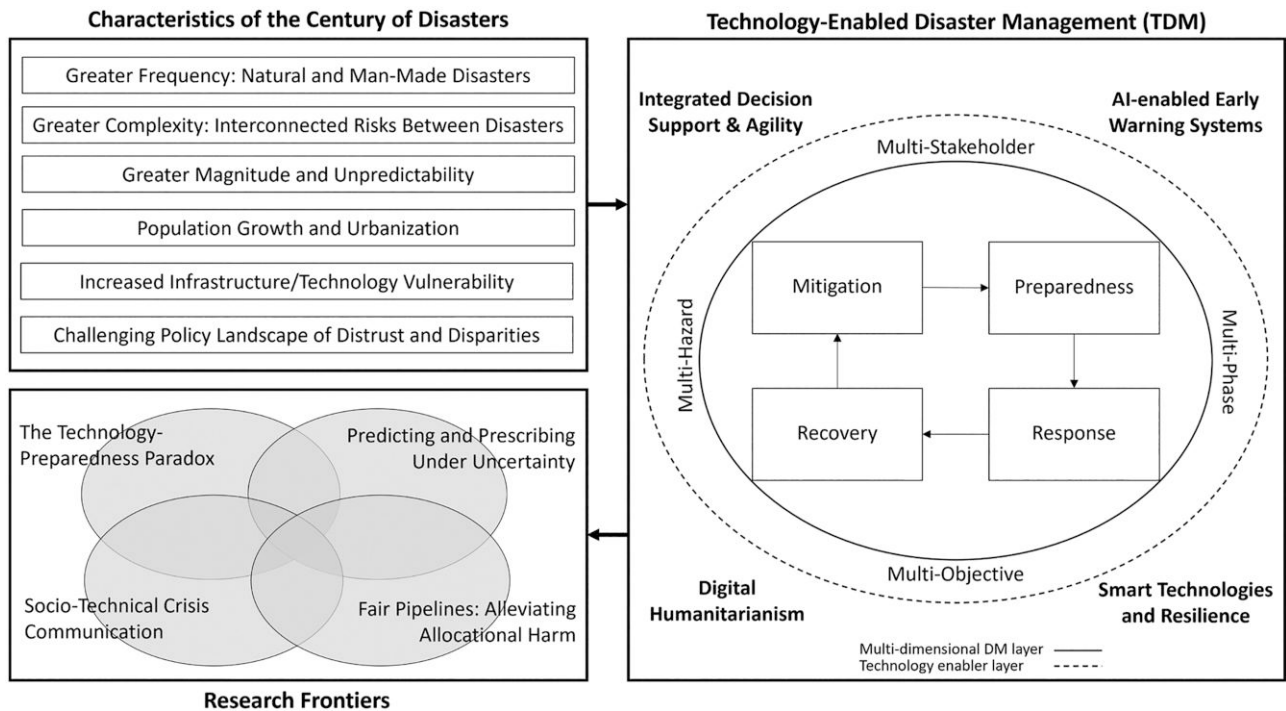 Characteristics of the Century of Disasters
Greater Frequency: Natural and Man-Made Disasters
Greater Complexity: Interconnected Risks Between Disasters
Greater Magnitude and Unpredictability
Population Growth and Urbanization
Increased Infrastructure/Technology Vulnerability
Challenging Policy Landscape of Distrust and Disparities
Technology-Enabled Disaster Management (TDM)
Integrated Decision
Support & Agility
AI-enabled Early
Warning Systems
Multi-Stakeholder
Multi-Hazard
Mitigation
Preparedness
Multi-Phase
Recovery
Response
Multi-Objective
Digital
Humanitarianism
Smart Technologies
and Resilience
Multi-dimensional DM layer
Technology enabler layer
The Technology-
Preparedness Paradox
Predicting and Prescribing
Under Uncertainty
Socio-Technical Crisis
Communication
Fair Pipelines: Alleviating
Allocational Harm
Research Frontiers